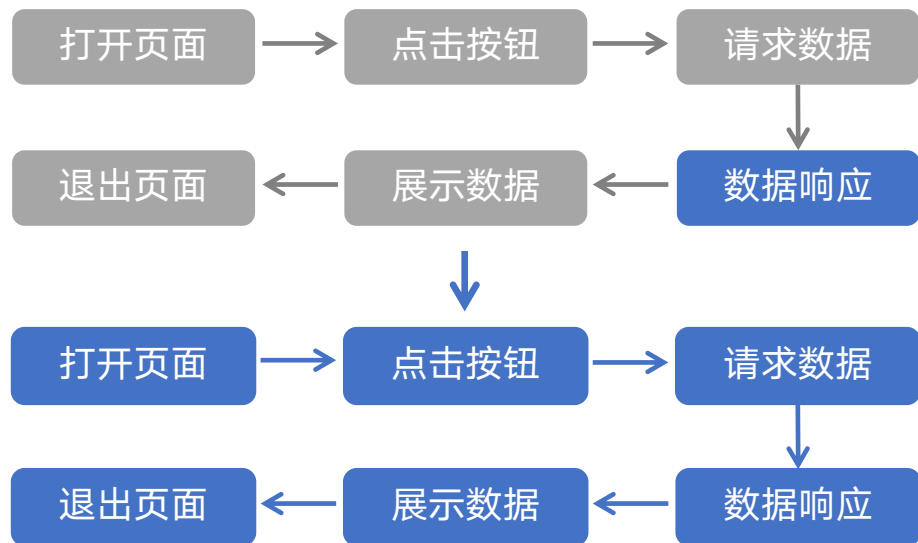 打开页面
点击按钮
请求数据
退出页面
展示数据
数据响应
打开页面
点击按钮
请求数据
退出页面
展示数据
数据响应